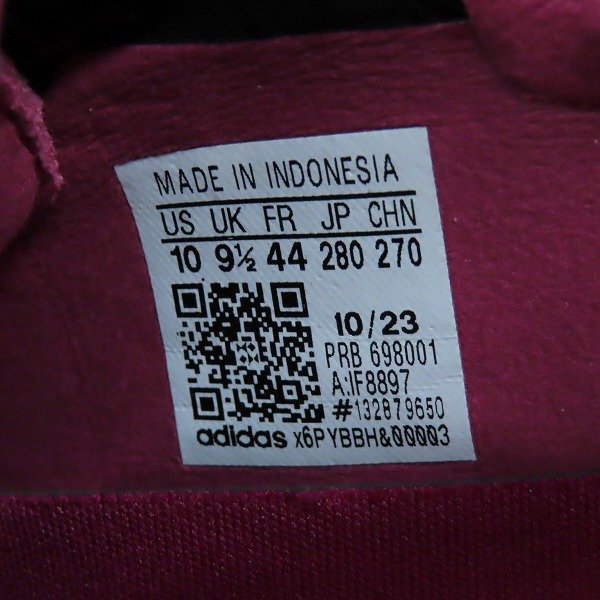 MADE IN INDONESIA
US UK FR JP CHN
10 9½ 44 280 270
10/23
PRB 698001
A:IF8897
#132879650
adidas x6PYBBH&00003